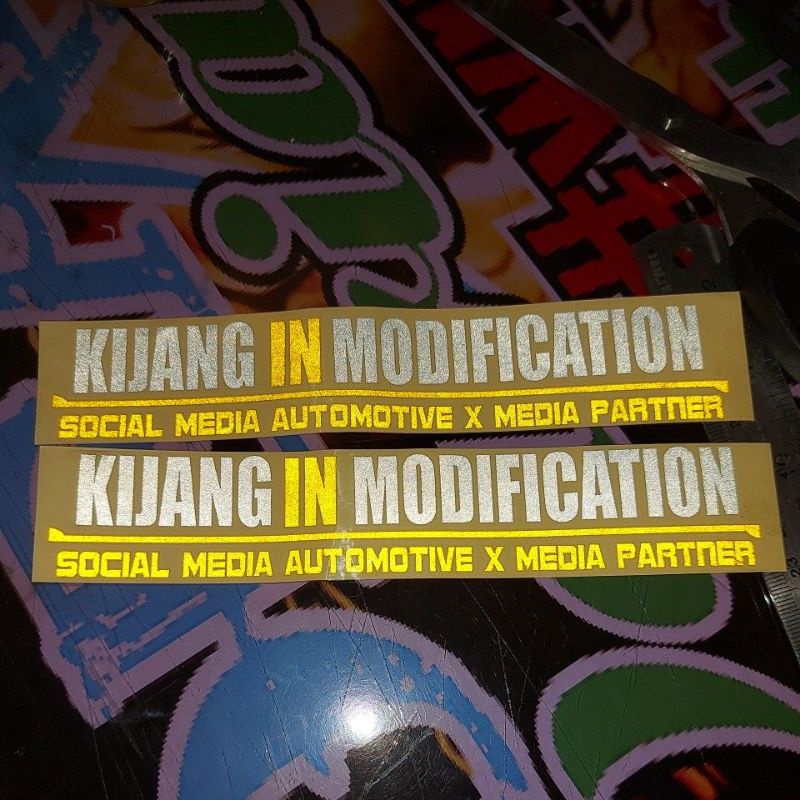 KIJANG IN MODIFICATION
SOCIAL MEDIA AUTOMOTIVE X MEDIA PARTNER
KIJANG IN MODIFICATION
SOCIAL MEDIA AUTOMOTIVE X MEDIA PARTNER